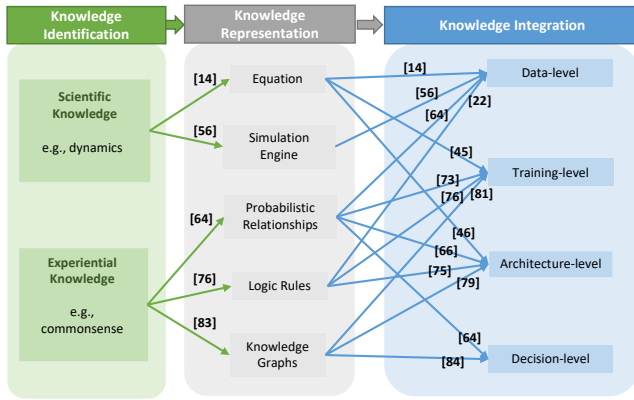 Knowledge
Identification
Knowledge
Representation
Knowledge Integration
Scientific
Knowledge
e.g., dynamics
Experiential
Knowledge
e.g.,
commonsense
[14]
[56]
[64]
[76]
[83]
Equation
Simulation
Engine
Probabilistic
Relationships
Logic Rules
Knowledge
Graphs
[14]
[56]
[22]
[64]
[45]
[73]
[76]
[81]
[46]
[66]
[75]
[79]
[64]
[84]
Data-level
Training-level
Architecture-level
Decision-level